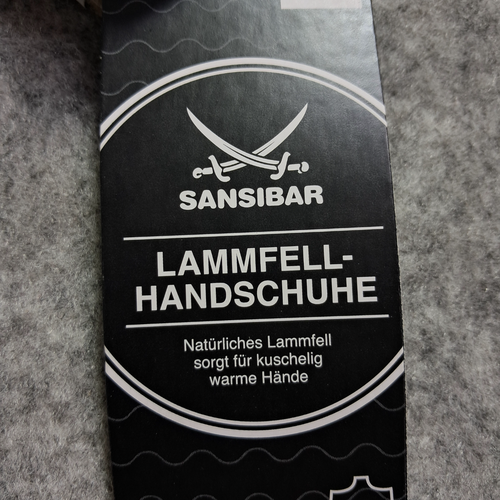 SANSIBAR
LAMMFELL-
HANDSCHUHE
Natürliches Lammfell
sorgt für kuschelig
warme Hände